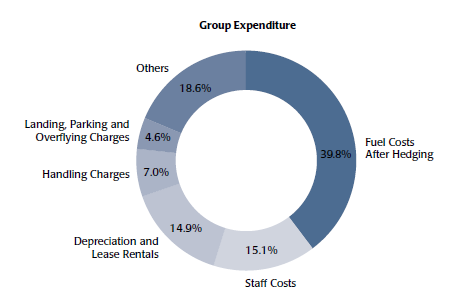 Group Expenditure
Others
18.6%
Landing, Parking and
Overflying Charges
4.6%
Fuel Costs
After Hedging
39.8%
Handling Charges
7.0%
14.9%
Depreciation and
Lease Rentals
15.1%
Staff Costs